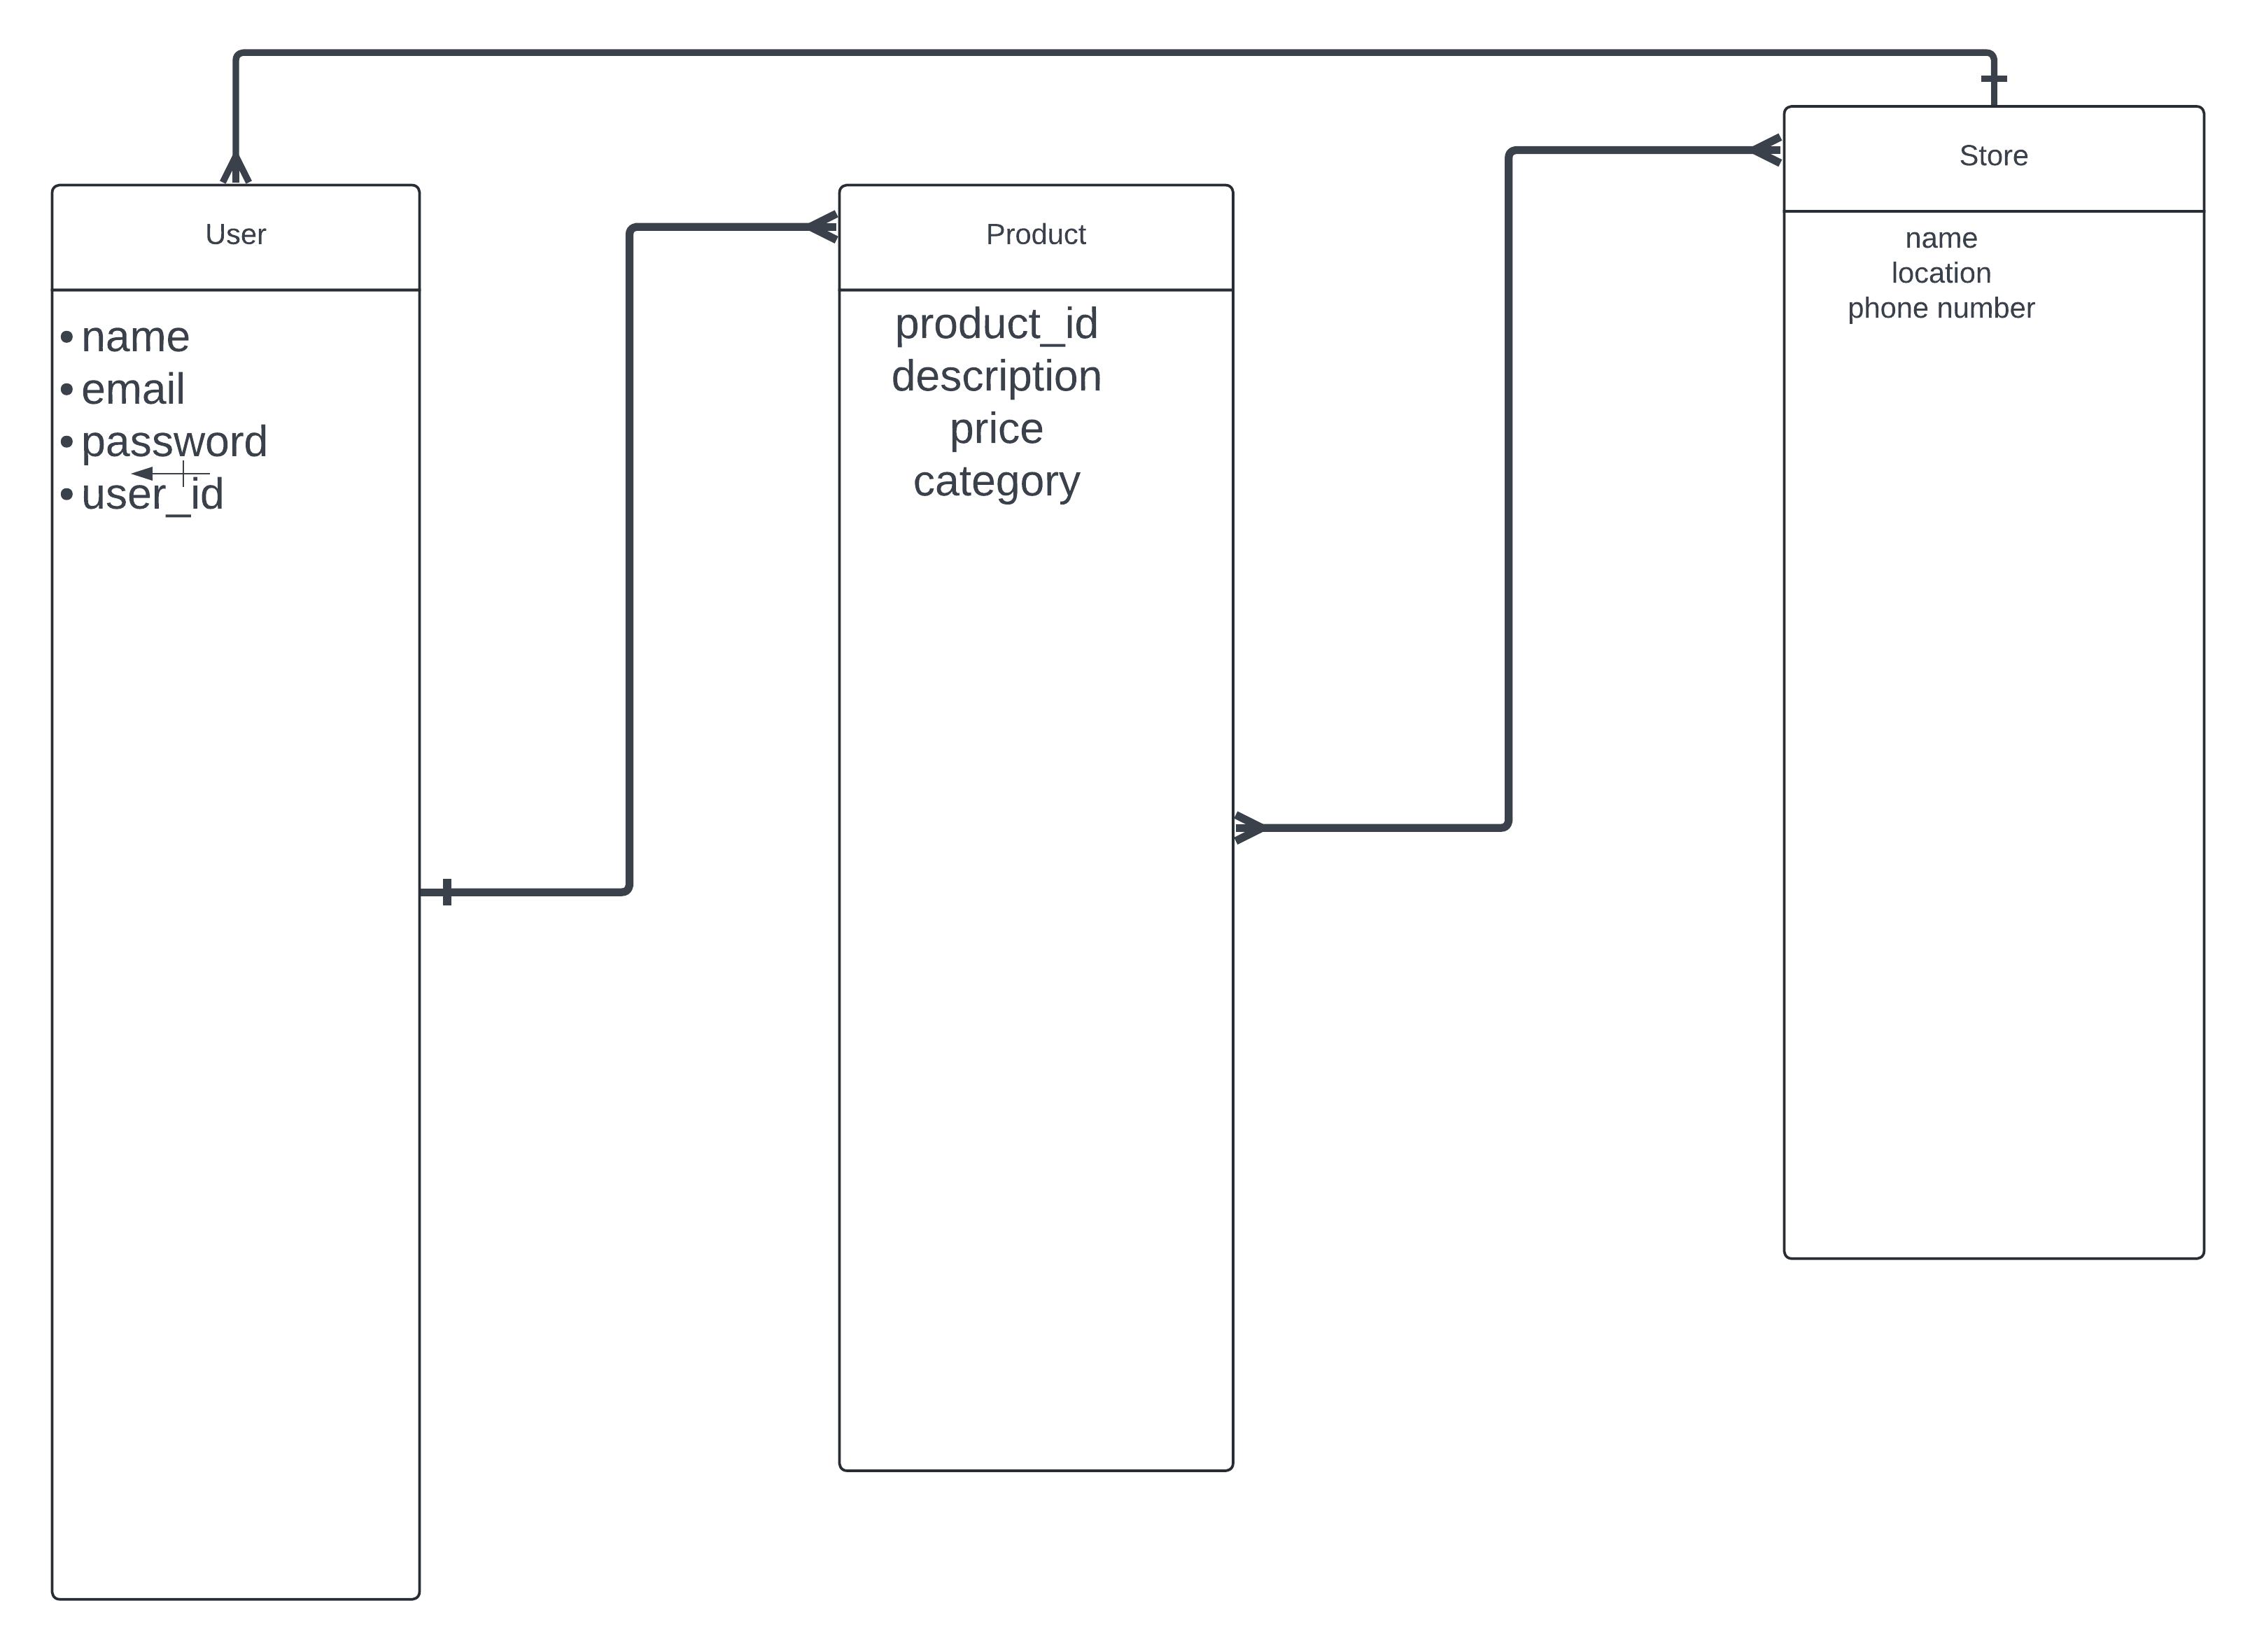 User
• name
• email
• password
• user_id
Product
product_id
description
price
category
Store
name
location
phone number